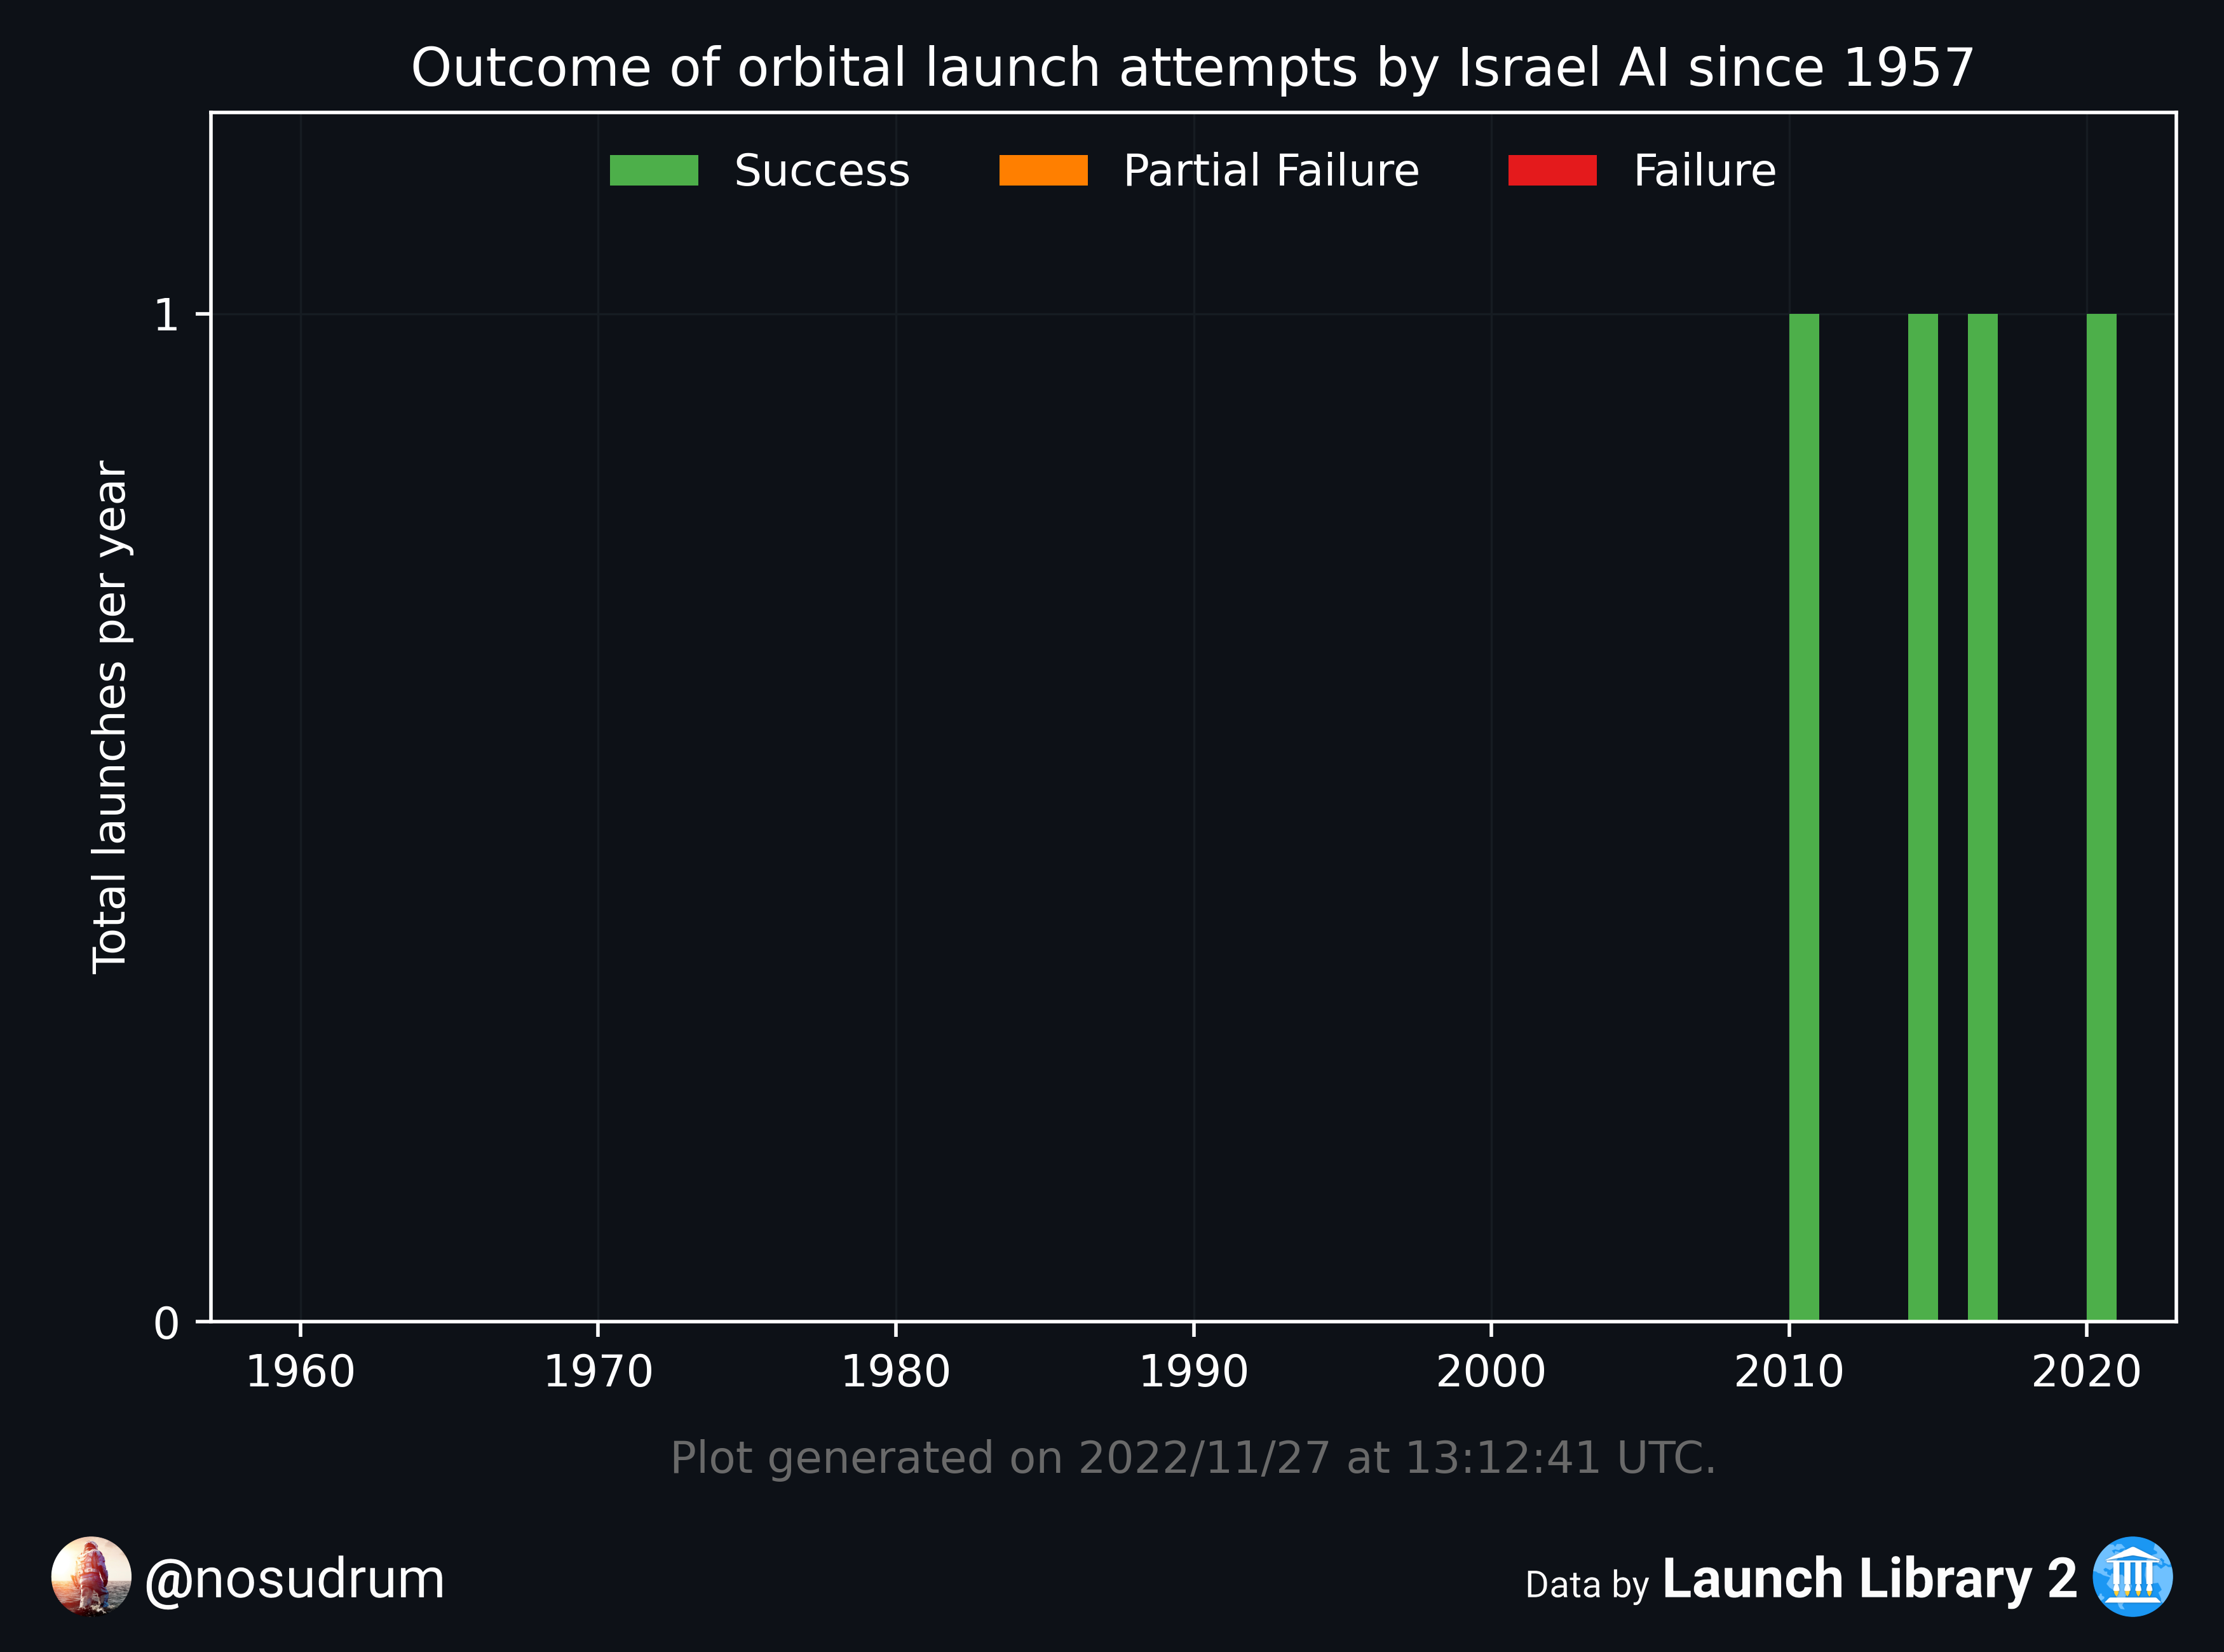 Outcome of orbital launch attempts by Israel AI since 1957
Success Partial Failure Failure
Total launches per year
1
0
1960 1970 1980 1990 2000 2010 2020
Plot generated on 2022/11/27 at 13:12:41 UTC.
@nosudrum
Data by Launch Library 2